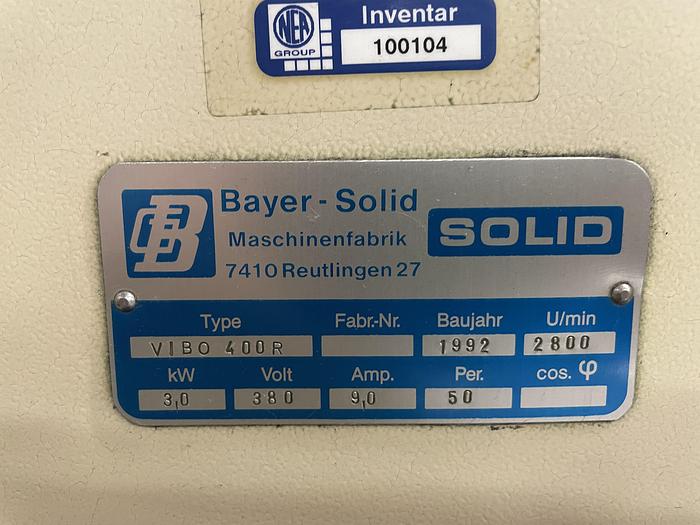 NEA
GROUP
Inventar
100104
Bayer - Solid
Maschinenfabrik
7410 Reutlingen 27
SOLID
Type Fabr.-Nr. Baujahr U/min
VIBO 400R 1992 2800
kW Volt Amp. Per. cos. φ
3,0 380 9,0 50